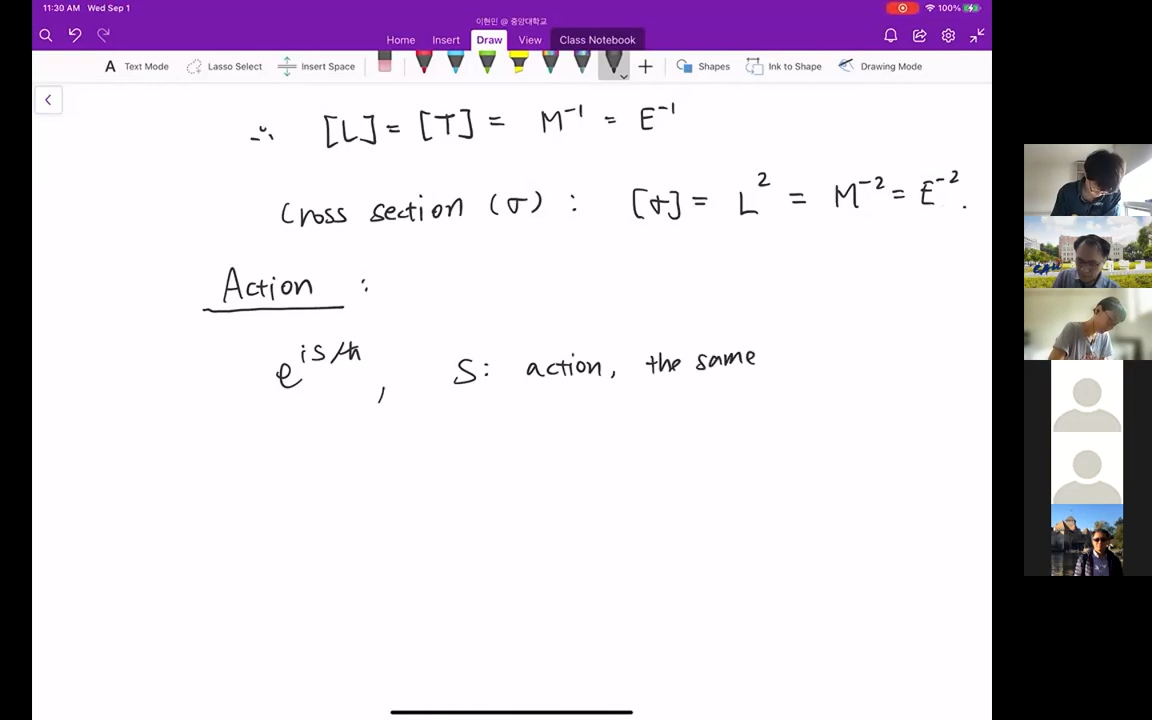 11:30 AM Wed Sep 1
100%
이현민 @ 중앙대학교
Home Insert Draw View Class Notebook
Text Mode Lasso Select Insert Space Shapes Ink to Shape Drawing Mode
∴ [L] = [T] = M⁻¹ = E⁻¹
Cross section (σ) : [σ] = L² = M⁻² = E⁻².
Action :
e^{iS/ħ}, S: action, the same